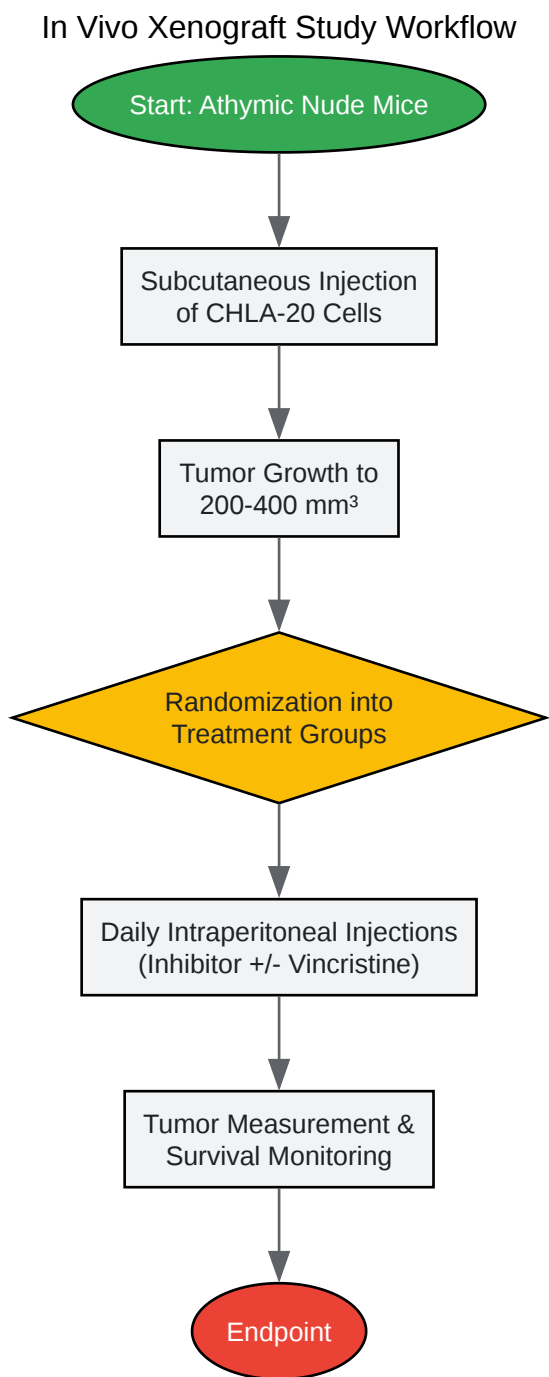 In Vivo Xenograft Study Workflow
Start: Athymic Nude Mice
Subcutaneous Injection
of CHLA-20 Cells
Tumor Growth to
200-400 mm³
Randomization into
Treatment Groups
Daily Intraperitoneal Injections
(Inhibitor +/- Vincristine)
Tumor Measurement &
Survival Monitoring
Endpoint